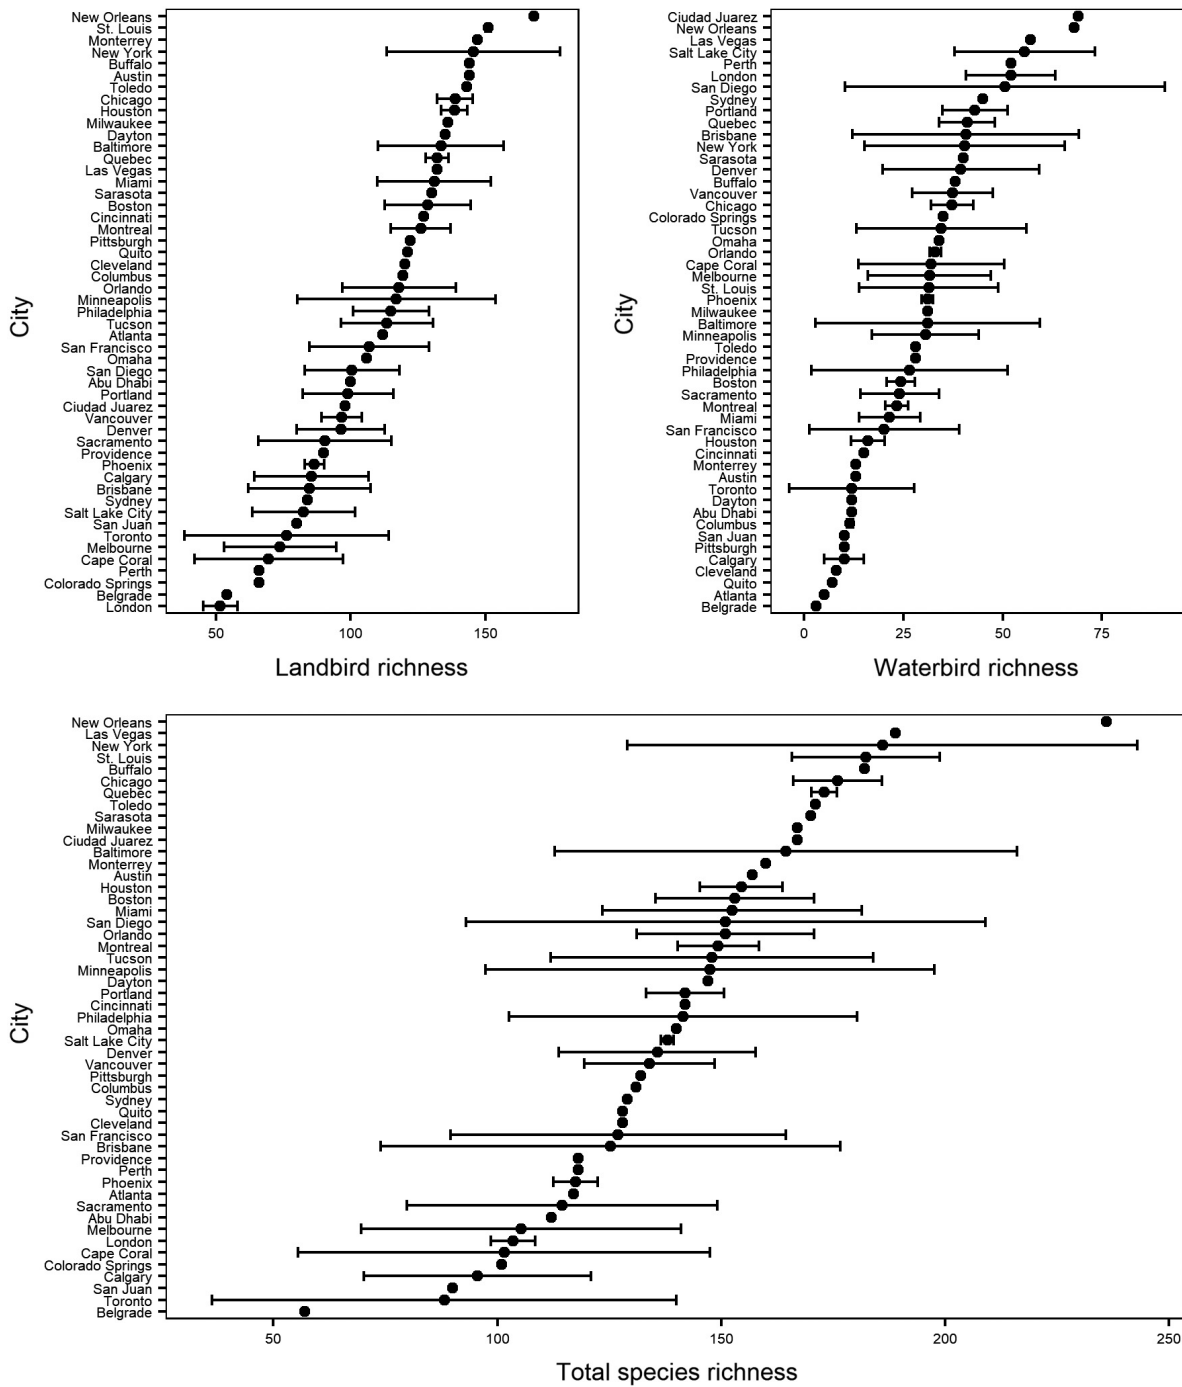 New Orleans
St. Louis
Monterrey
New York
Buffalo
Austin
Toledo
Chicago
Houston
Milwaukee
Dayton
Baltimore
Quebec
Las Vegas
Miami
Sarasota
Boston
Cincinnati
Montreal
Pittsburgh
Quito
Cleveland
Columbus
Orlando
Minneapolis
Philadelphia
Tucson
Atlanta
San Francisco
Omaha
San Diego
Abu Dhabi
Portland
Ciudad Juarez
Vancouver
Denver
Sacramento
Providence
Phoenix
Calgary
Brisbane
Sydney
Salt Lake City
San Juan
Toronto
Melbourne
Cape Coral
Perth
Colorado Springs
Belgrade
London
City
50 100 150
Landbird richness
Ciudad Juarez
New Orleans
Las Vegas
Salt Lake City
Perth
London
San Diego
Sydney
Portland
Quebec
Brisbane
New York
Sarasota
Denver
Buffalo
Vancouver
Chicago
Colorado Springs
Tucson
Omaha
Orlando
Cape Coral
Melbourne
St. Louis
Phoenix
Milwaukee
Baltimore
Minneapolis
Toledo
Providence
Philadelphia
Boston
Sacramento
Montreal
Miami
San Francisco
Houston
Cincinnati
Monterrey
Austin
Toronto
Dayton
Abu Dhabi
Columbus
San Juan
Pittsburgh
Calgary
Cleveland
Quito
Atlanta
Belgrade
City
0 25 50 75
Waterbird richness
New Orleans
Las Vegas
New York
St. Louis
Buffalo
Chicago
Quebec
Toledo
Sarasota
Milwaukee
Ciudad Juarez
Baltimore
Monterrey
Austin
Houston
Boston
Miami
San Diego
Orlando
Montreal
Tucson
Minneapolis
Dayton
Portland
Cincinnati
Philadelphia
Omaha
Salt Lake City
Denver
Vancouver
Pittsburgh
Columbus
Sydney
Quito
Cleveland
San Francisco
Brisbane
Providence
Perth
Phoenix
Atlanta
Sacramento
Abu Dhabi
Melbourne
London
Cape Coral
Colorado Springs
Calgary
San Juan
Toronto
Belgrade
City
50 100 150 200 250
Total species richness